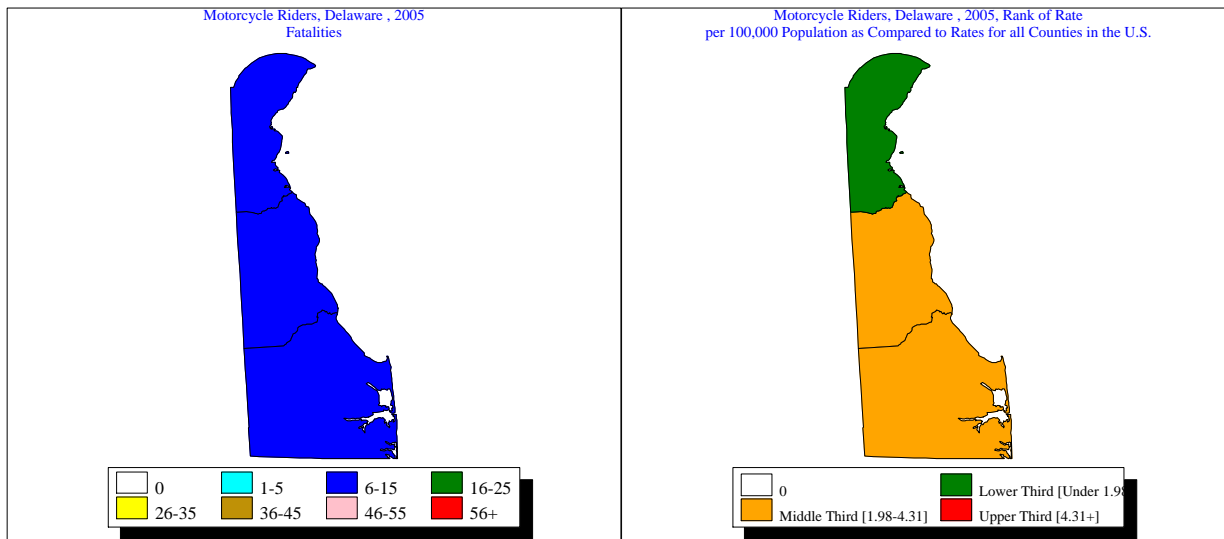 Motorcycle Riders, Delaware , 2005
Fatalities
0
1-5
6-15
16-25
26-35
36-45
46-55
56+
Motorcycle Riders, Delaware , 2005, Rank of Rate
per 100,000 Population as Compared to Rates for all Counties in the U.S.
0
Lower Third [Under 1.98
Middle Third [1.98-4.31]
Upper Third [4.31+]